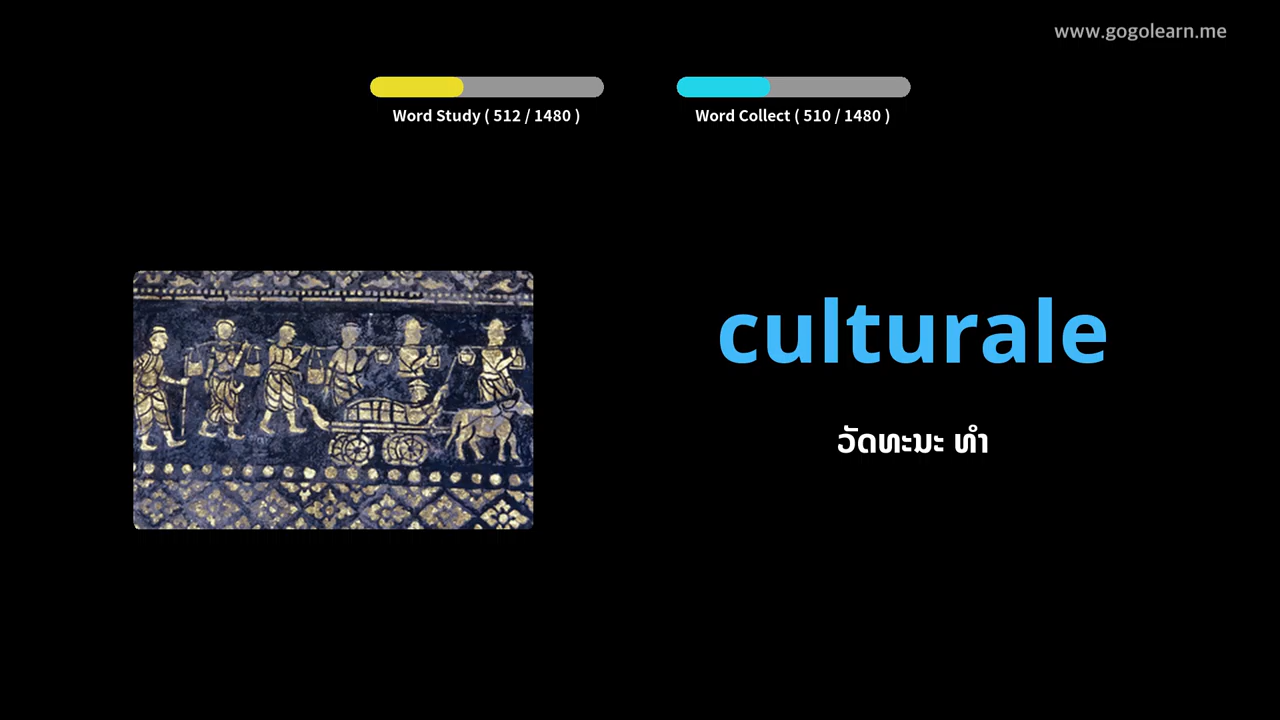 www.gogolearn.me
Word Study ( 512 / 1480 )
Word Collect ( 510 / 1480 )
culturale
ວັດທະນະ ທຳ